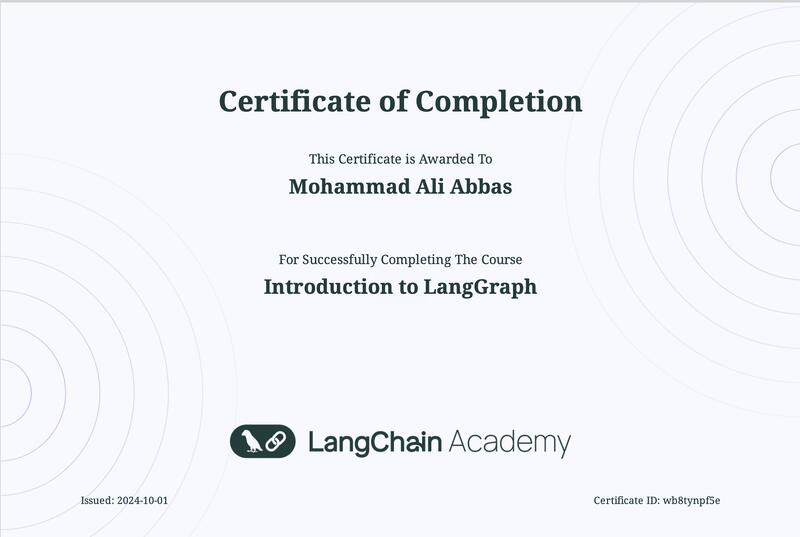 Certificate of Completion
This Certificate is Awarded To
Mohammad Ali Abbas
For Successfully Completing The Course
Introduction to LangGraph
LangChain Academy
Issued: 2024-10-01
Certificate ID: wb8tynpf5e